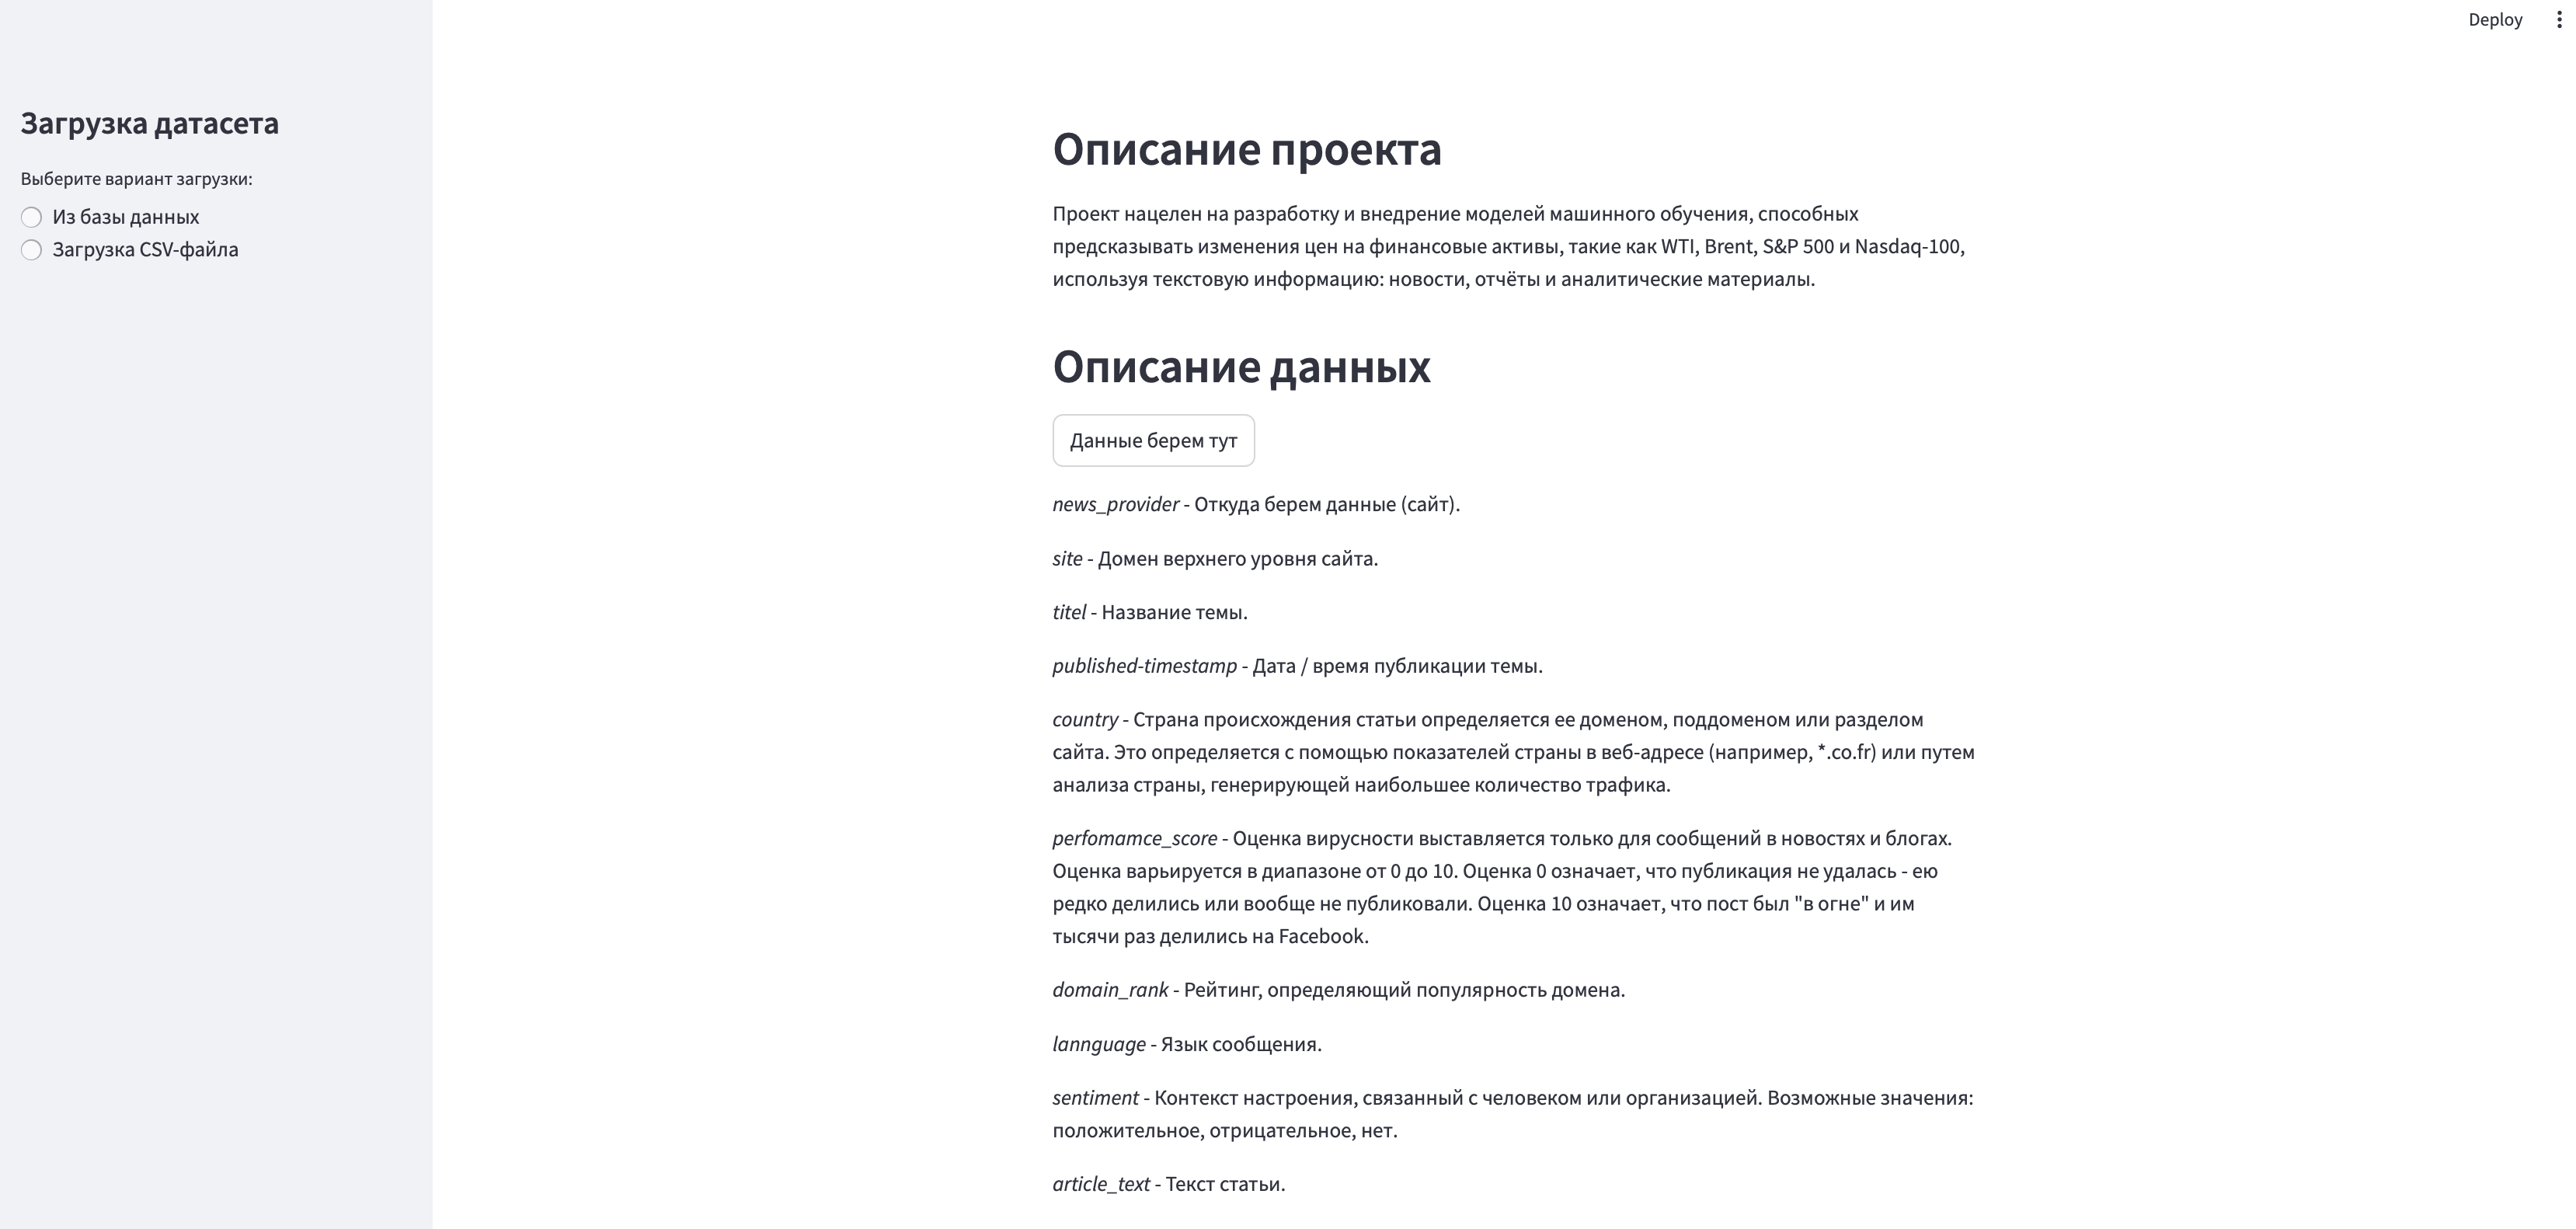 Deploy
Загрузка датасета
Выберите вариант загрузки:
Из базы данных
Загрузка CSV-файла
Описание проекта
Проект нацелен на разработку и внедрение моделей машинного обучения, способных
предсказывать изменения цен на финансовые активы, такие как WTI, Brent, S&P 500 и Nasdaq-100,
используя текстовую информацию: новости, отчёты и аналитические материалы.
Описание данных
Данные берем тут
news_provider - Откуда берем данные (сайт).
site - Домен верхнего уровня сайта.
titel - Название темы.
published-timestamp - Дата / время публикации темы.
country - Страна происхождения статьи определяется ее доменом, поддоменом или разделом
сайта. Это определяется с помощью показателей страны в веб-адресе (например, *.co.fr) или путем
анализа страны, генерирующей наибольшее количество трафика.
perfomamce_score - Оценка вирусности выставляется только для сообщений в новостях и блогах.
Оценка варьируется в диапазоне от 0 до 10. Оценка 0 означает, что публикация не удалась - ею
редко делились или вообще не публиковали. Оценка 10 означает, что пост был "в огне" и им
тысячи раз делились на Facebook.
domain_rank - Рейтинг, определяющий популярность домена.
lannguage - Язык сообщения.
sentiment - Контекст настроения, связанный с человеком или организацией. Возможные значения:
положительное, отрицательное, нет.
article_text - Текст статьи.